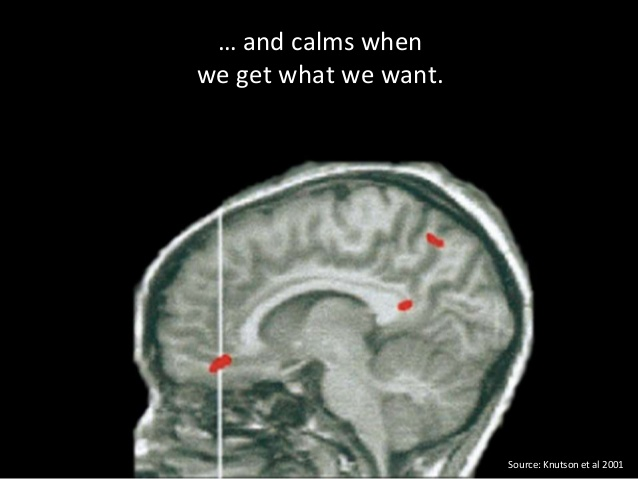 … and calms when
we get what we want.
Source: Knutson et al 2001